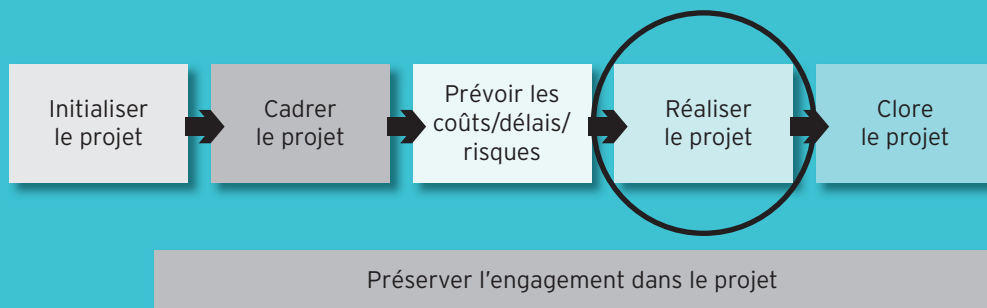 Initialiser
le projet
Cadrer
le projet
Prévoir les
coûts/délais/
risques
Réaliser
le projet
Clore
le projet
Préserver l'engagement dans le projet